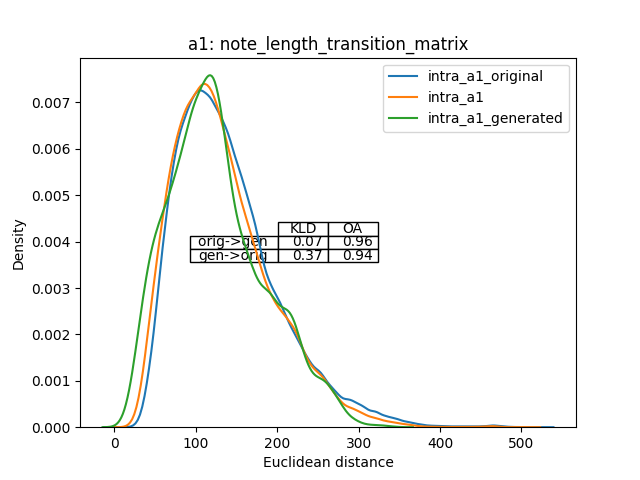 a1: note_length_transition_matrix
intra_a1_original
intra_a1
intra_a1_generated
KLD OA
orig->gen 0.07 0.96
gen->orig 0.37 0.94
Density
0.007
0.006
0.005
0.004
0.003
0.002
0.001
0.000
0 100 200 300 400 500
Euclidean distance